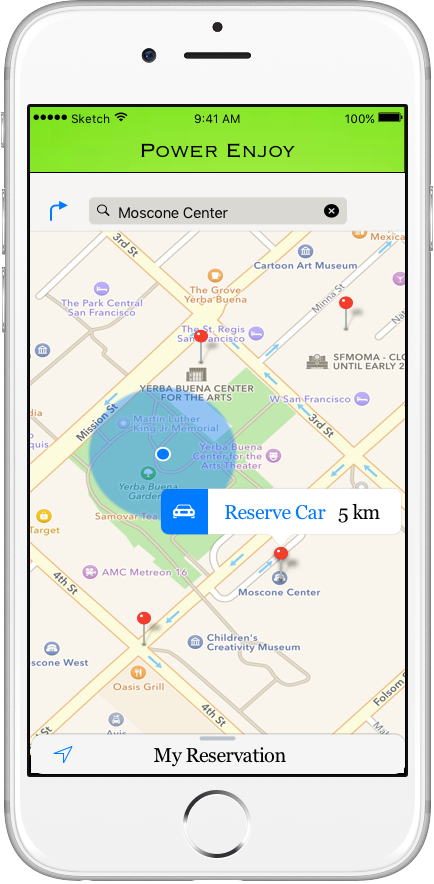 Sketch 9:41 AM 100%
POWER ENJOY
Moscone Center
3rd St
Mexica
Cartoon Art Museum
The Grove
Yerba Buena
Minna St
The Park Central
San Francisco
The St. Regis
San Francisco
Nat
SFMOMA - CLO
UNTIL EARLY 2
YERBA BUENA CENTER
FOR THE ARTS
W San Francisco
Mission St
Martin Luther
King Jr Memorial
3rd St
dia
quis
Yerba Buena
Center for the
Arts Theater
Yerba Buena
Gardens
Target
Samovar Tea
Reserve Car 5 km
4th St
AMC Metreon 16
Moscone Center
Children's
Creativity Museum
scone West
Oasis Grill
Folsom
4th St
My Reservation